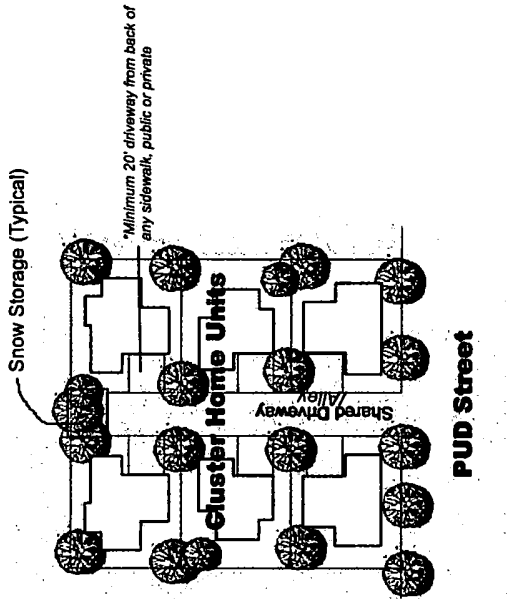 Snow Storage (Typical)
*Minimum 20' driveway from back of
any sidewalk, public or private
Cluster Home Units
Shared Driveway
/Alley
PUD Street